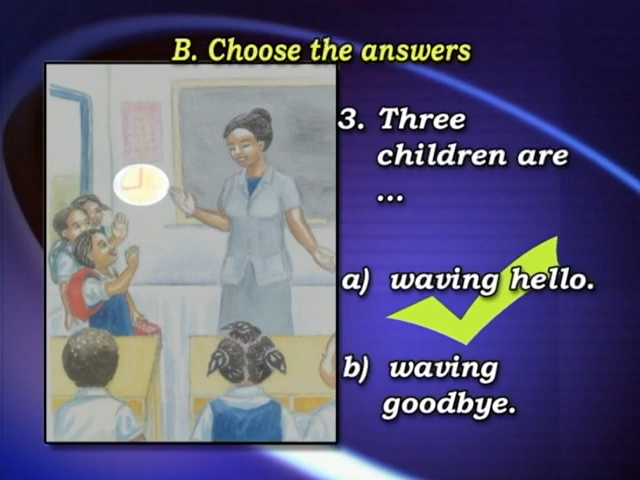 B. Choose the answers
3. Three
children are
...
a) waving hello.
b) waving
goodbye.